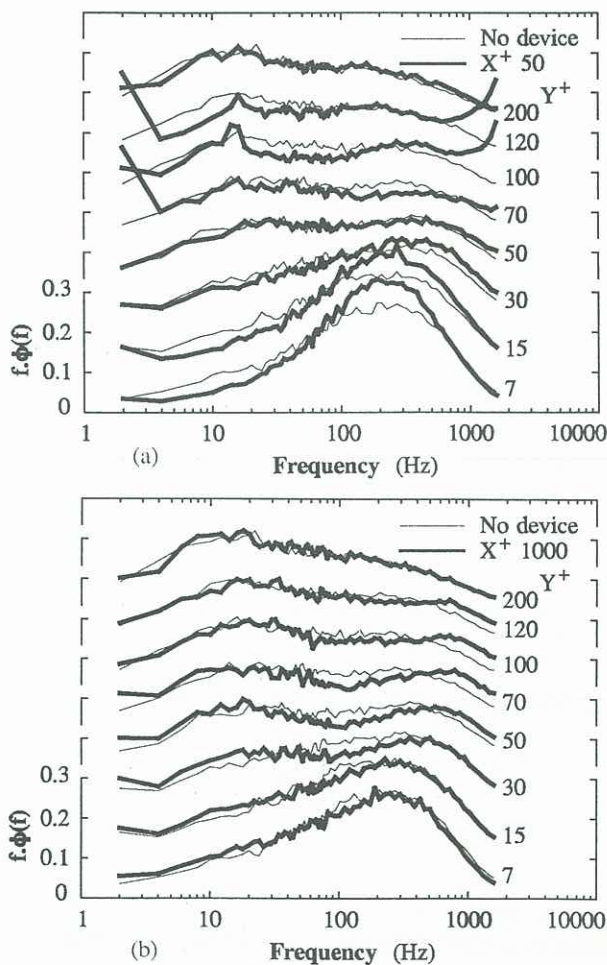 No device
X+ 50
200 Y+
120
100
70
50
30
15
7
0.3
0.2
0.1
0
f.Φ(f)
1 10 100 1000 10000
(a) Frequency (Hz)
No device
X+ 1000
Y+
200
120
100
70
50
30
15
7
0.3
0.2
0.1
0
f.Φ(f)
1 10 100 1000 10000
(b) Frequency (Hz)